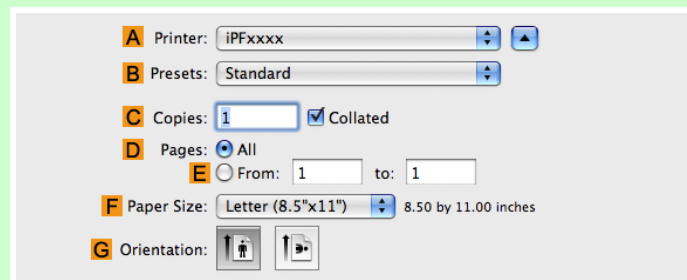 A Printer: iPFxxxx
B Presets: Standard
C Copies: 1 Collated
D Pages: All
E From: 1 to: 1
F Paper Size: Letter (8.5"x11") 8.50 by 11.00 inches
G Orientation: